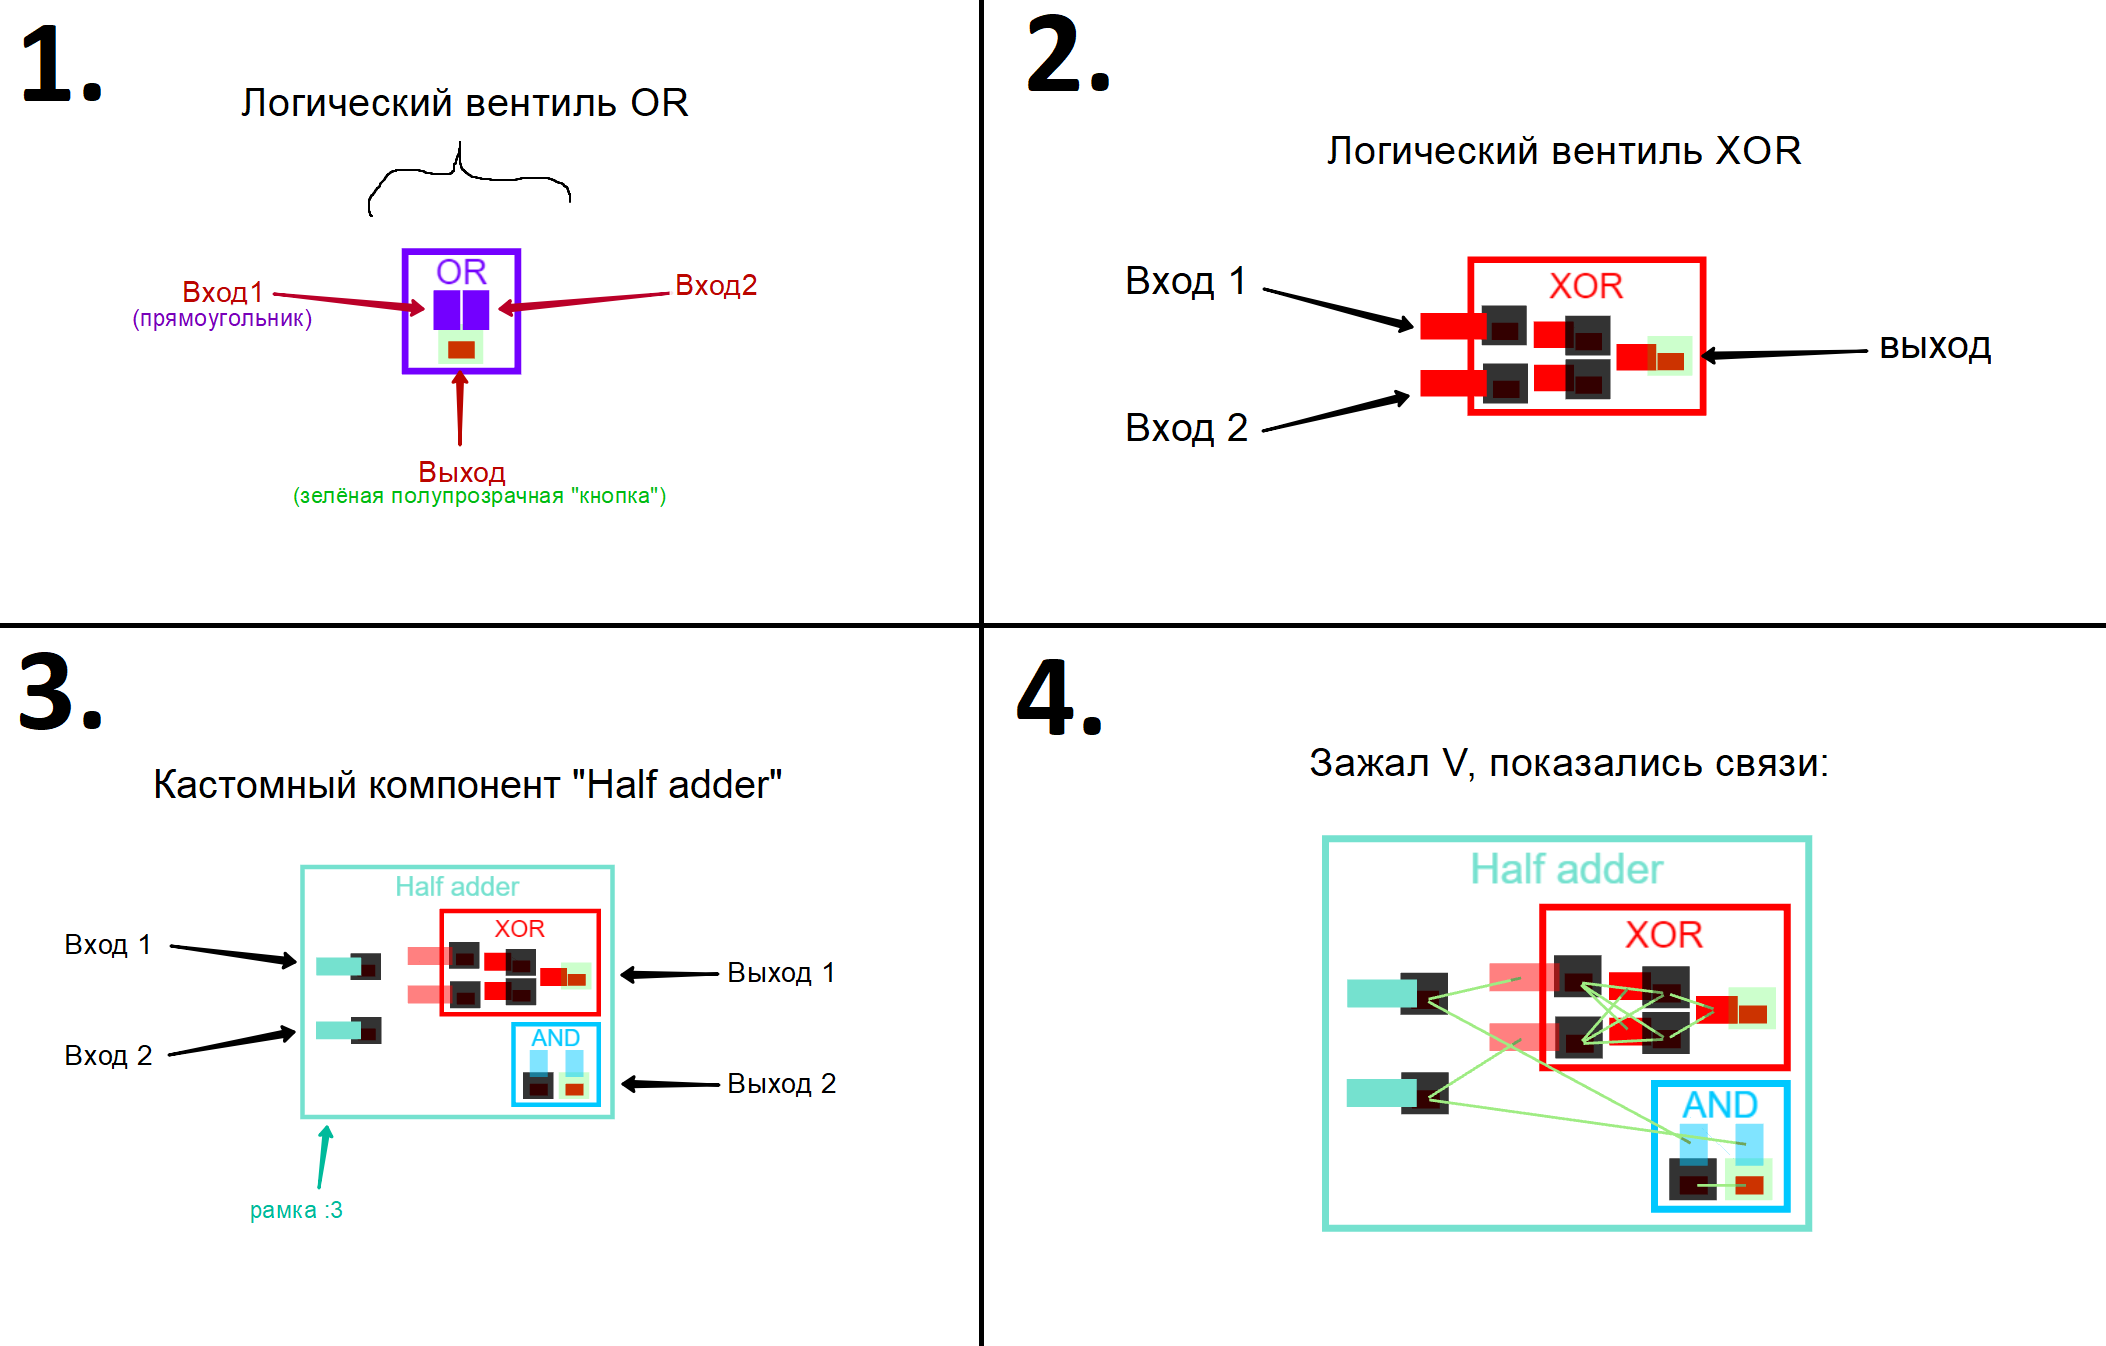 1.
Логический вентиль OR
OR
Вход1
(прямоугольник)
Вход2
Выход
(зелёная полупрозрачная "кнопка")
2.
Логический вентиль XOR
XOR
Вход 1
Вход 2
выход
3.
Кастомный компонент "Half adder"
Half adder
XOR
AND
Вход 1
Вход 2
Выход 1
Выход 2
рамка :3
4.
Зажал V, показались связи:
Half adder
XOR
AND